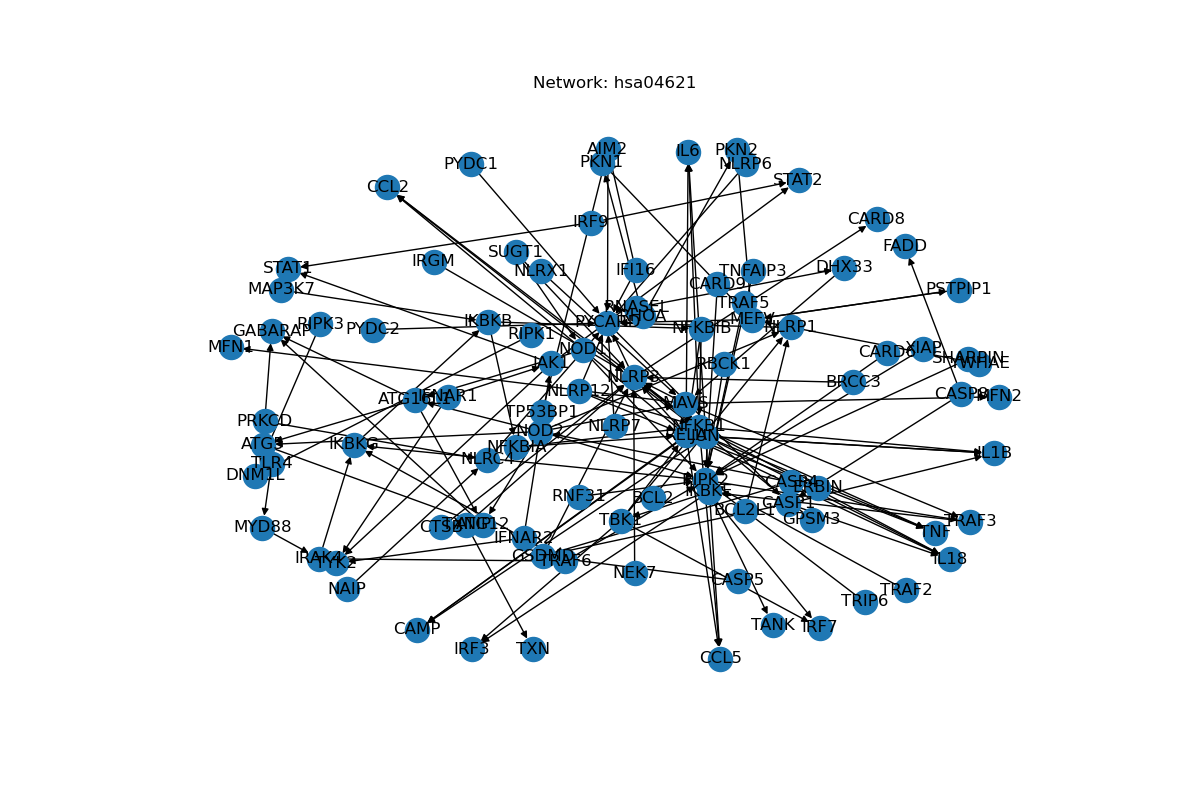 Network: hsa04621
AIM2
IL6
PKN2
PYDC1
PKN1
NLRP6
CCL2
STAT2
IRF9
CARD8
FADD
SUGT1
IRGM
STAT1
NLRX1
IFI16
TNFAIP3
DHX33
CARD9
MAP3K7
PSTPIP1
RNASEL
RHOA
TRAF5
MEFV
IKBKB
PYCARD
RIPK3
GABARAP
PYDC2
NFKBIB
NLRP1
RIPK1
MFN1
NOD1
XIAP
CARD6
SHARPIN
YWHAE
JAK1
RBCK1
NLRP3
BRCC3
NLRP12
IFNAR1
CASP8
MFN2
MAVS
TP53BP1
PRKCD
NLRP7
NFKB1
NOD2
RELA
ATG5
IKBKG
NFKBIA
IL1B
NLRC4
TLR4
DNM1L
RIPK2
CASP4
ERBIN
RNF31
BCL2
CASP1
BCL2L1
GPSM3
TBK1
TRAF3
MYD88
CTSB
TNF
IFNAR2
GSDMD
TRAF6
IL18
IRAK4
TYK2
NEK7
CASP5
NAIP
TRAF2
TRIP6
CAMP
TANK
IRF7
IRF3
TXN
CCL5